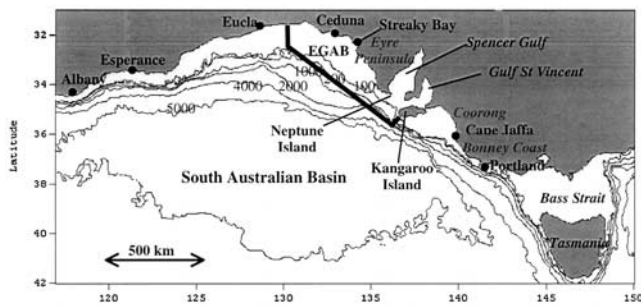 32
34
36
38
40
42
Latitude
Eucla
Ceduna
Streaky Bay
EGAB
Eyre
Peninsula
Spencer Gulf
Gulf St Vincent
Esperance
Albany
1000
200
100
2000
4000
5000
Neptune
Island
Kangaroo
Island
Coorong
Cane Jaffa
Bonney Coast
Portland
South Australian Basin
Bass Strait
Tasmania
500 km
120
125
130
135
140
145
150